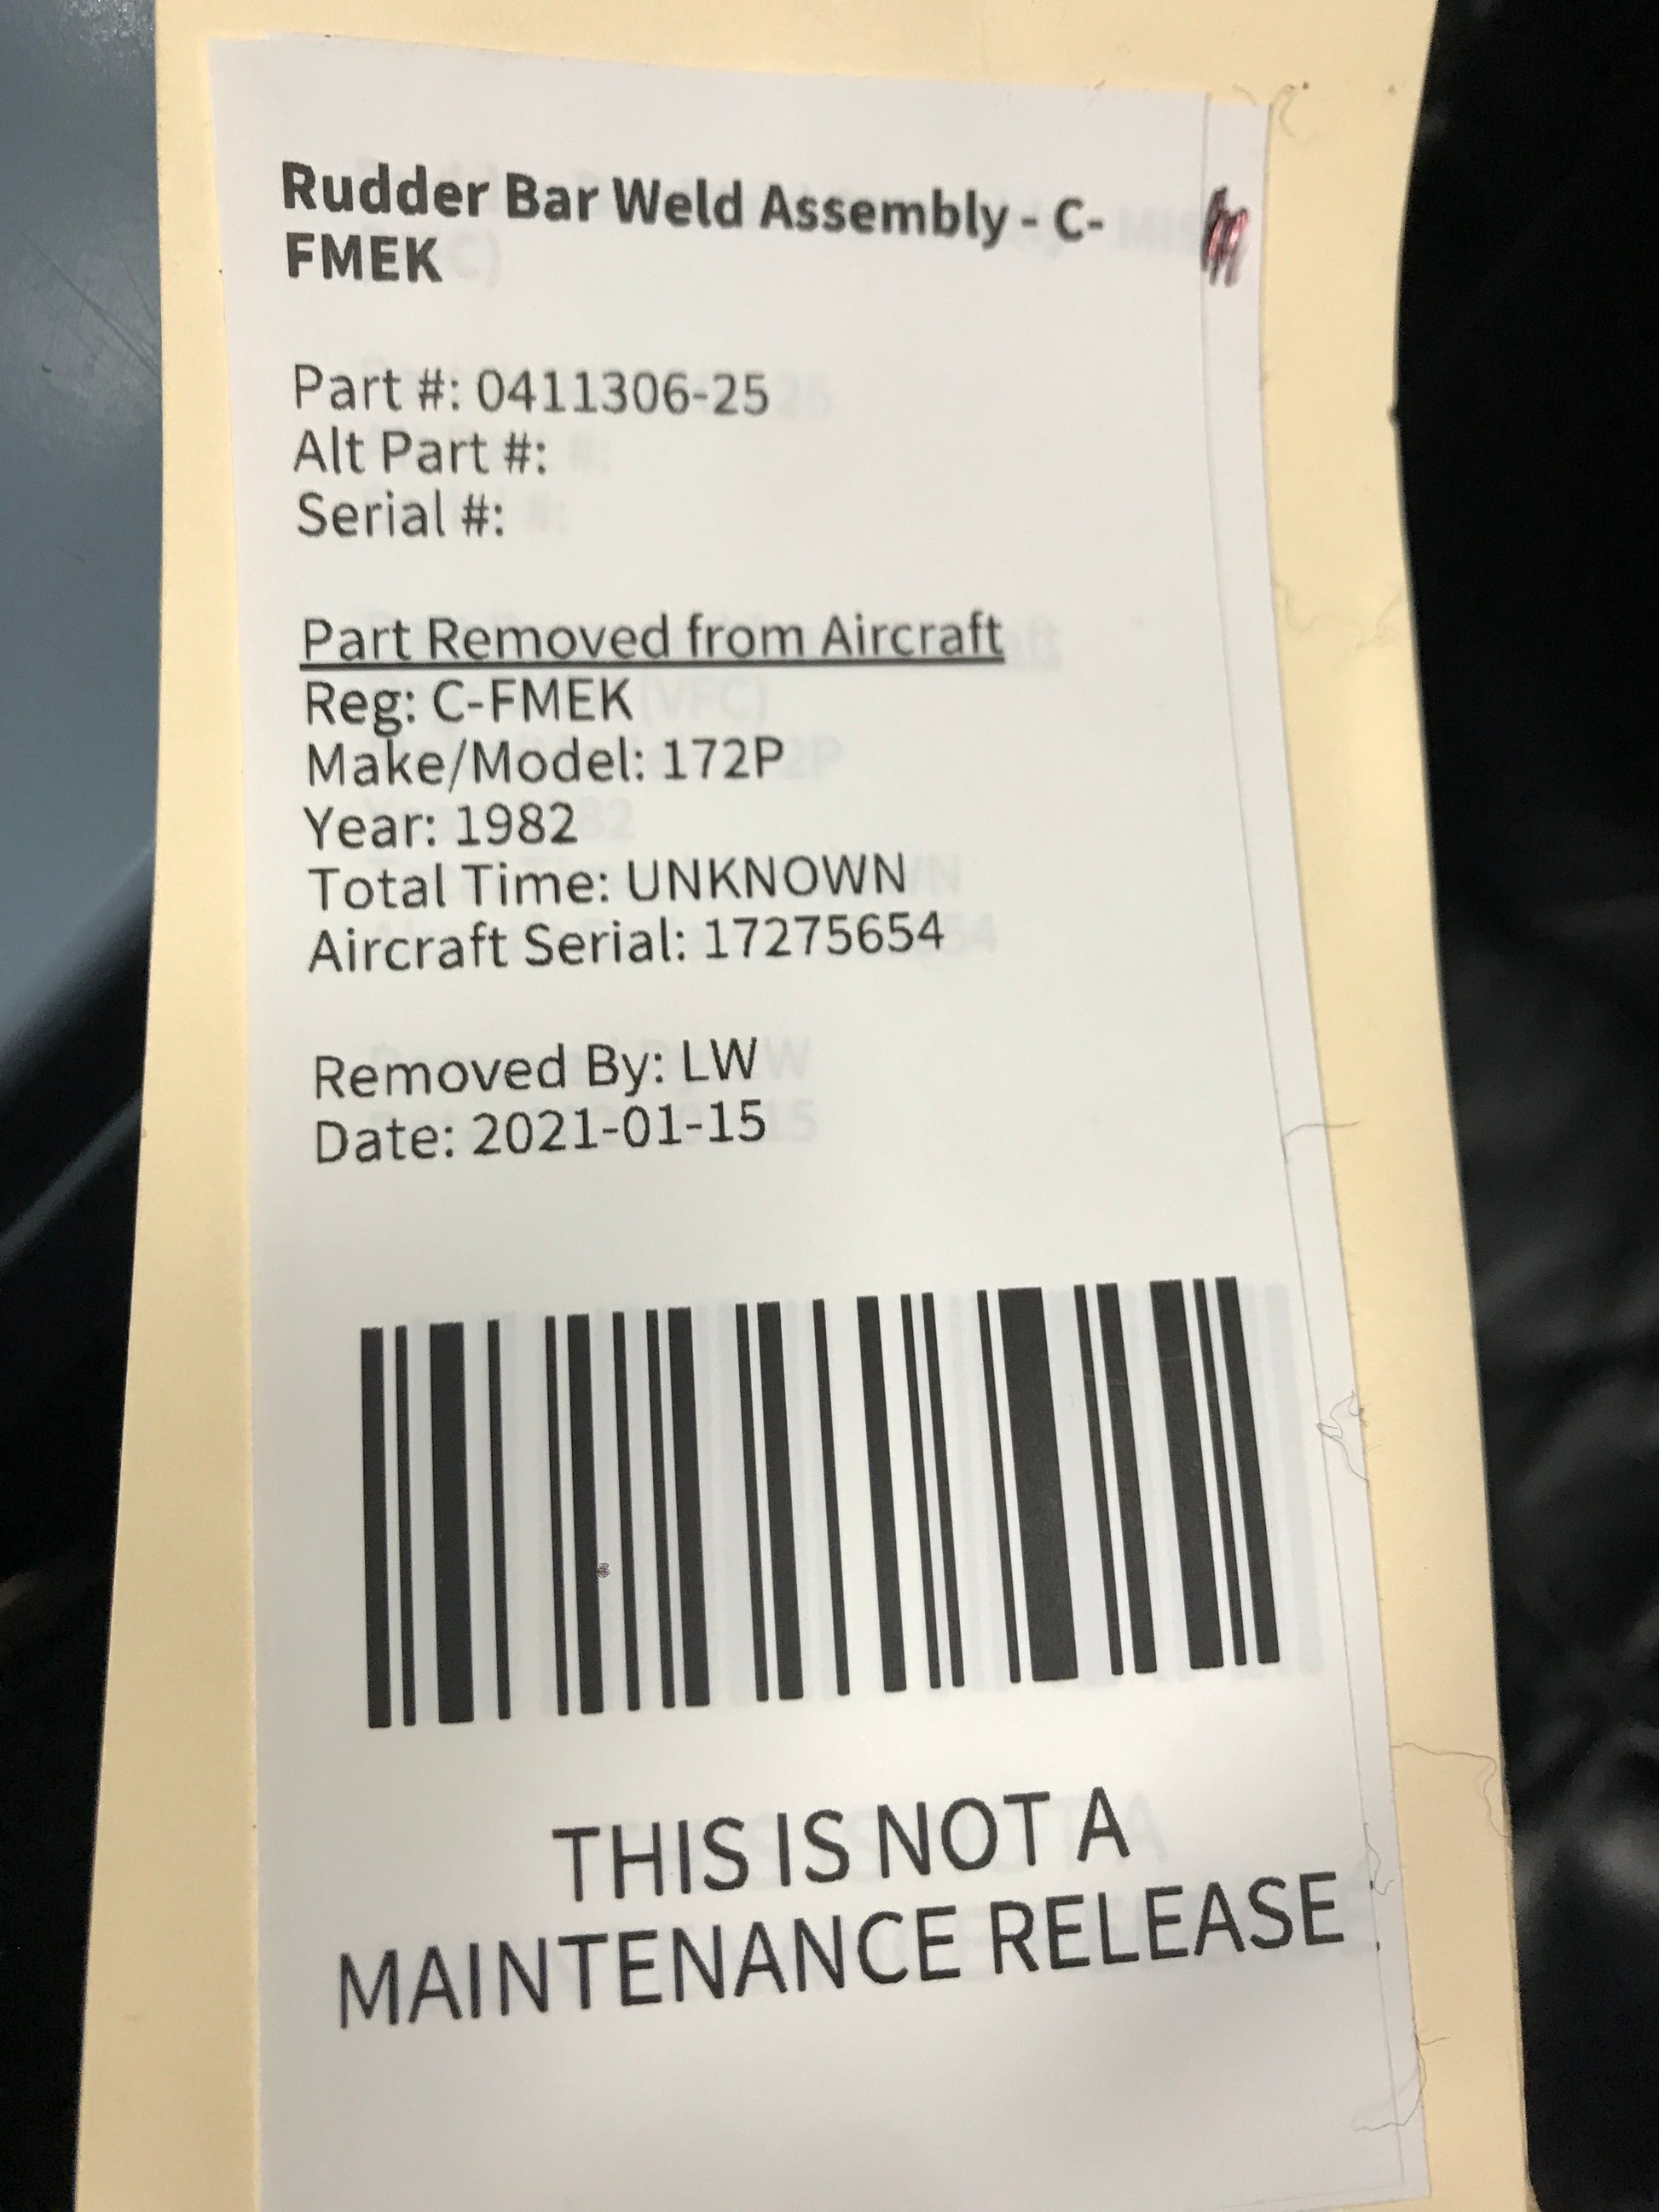 Rudder Bar Weld Assembly - C-
FMEK
Part #: 0411306-25
Alt Part #:
Serial #:
Part Removed from Aircraft
Reg: C-FMEK
Make/Model: 172P
Year: 1982
Total Time: UNKNOWN
Aircraft Serial: 17275654
Removed By: LW
Date: 2021-01-15
THIS IS NOT A
MAINTENANCE RELEASE